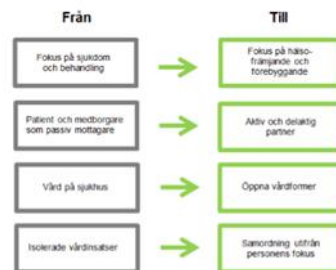 Från
Till
Fokus på sjukdom
och behandling
Fokus på hälso-
främjande och
förebyggande
Patient och medborgare
som passiv mottagare
Aktiv och delaktig
partner
Vård på sjukhus
Öppna vårdformer
Isolerade vårdinsatser
Samordning utifrån
personens fokus